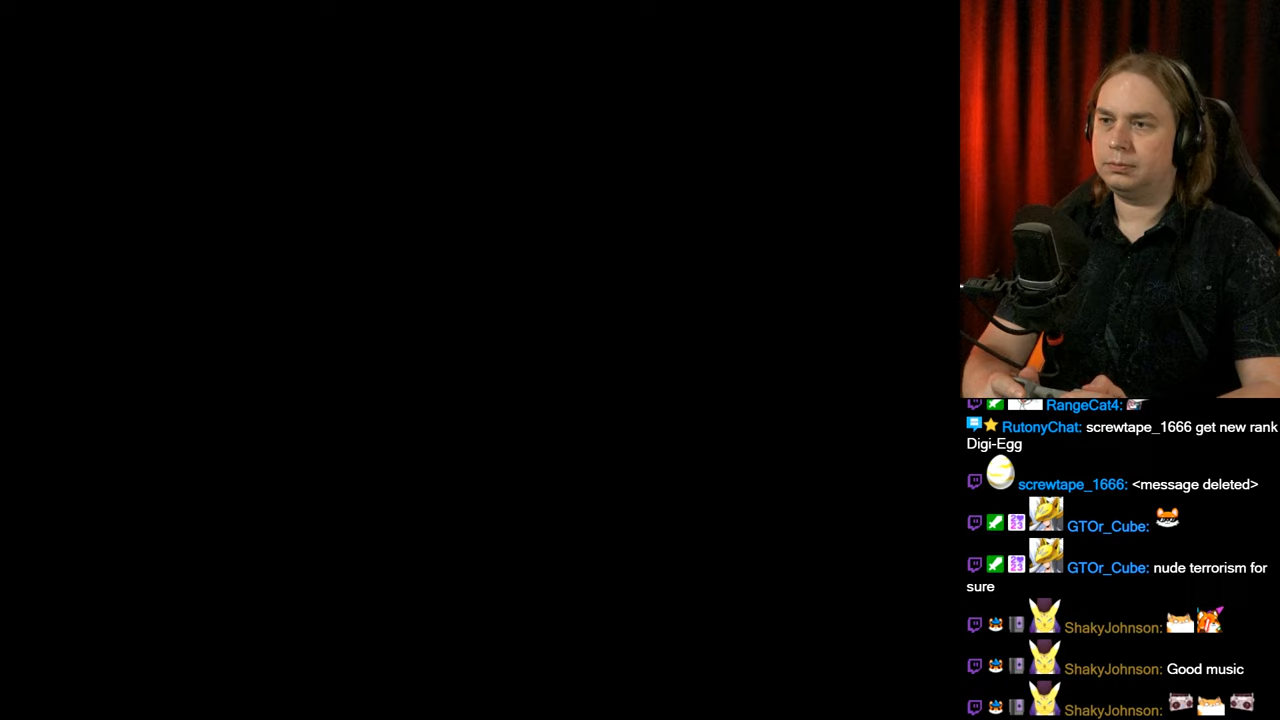 RangeCat4:
RutonyChat: screwtape_1666 get new rank
Digi-Egg
screwtape_1666: <message deleted>
GTOr_Cube:
GTOr_Cube: nude terrorism for
sure
ShakyJohnson:
ShakyJohnson: Good music
ShakyJohnson: